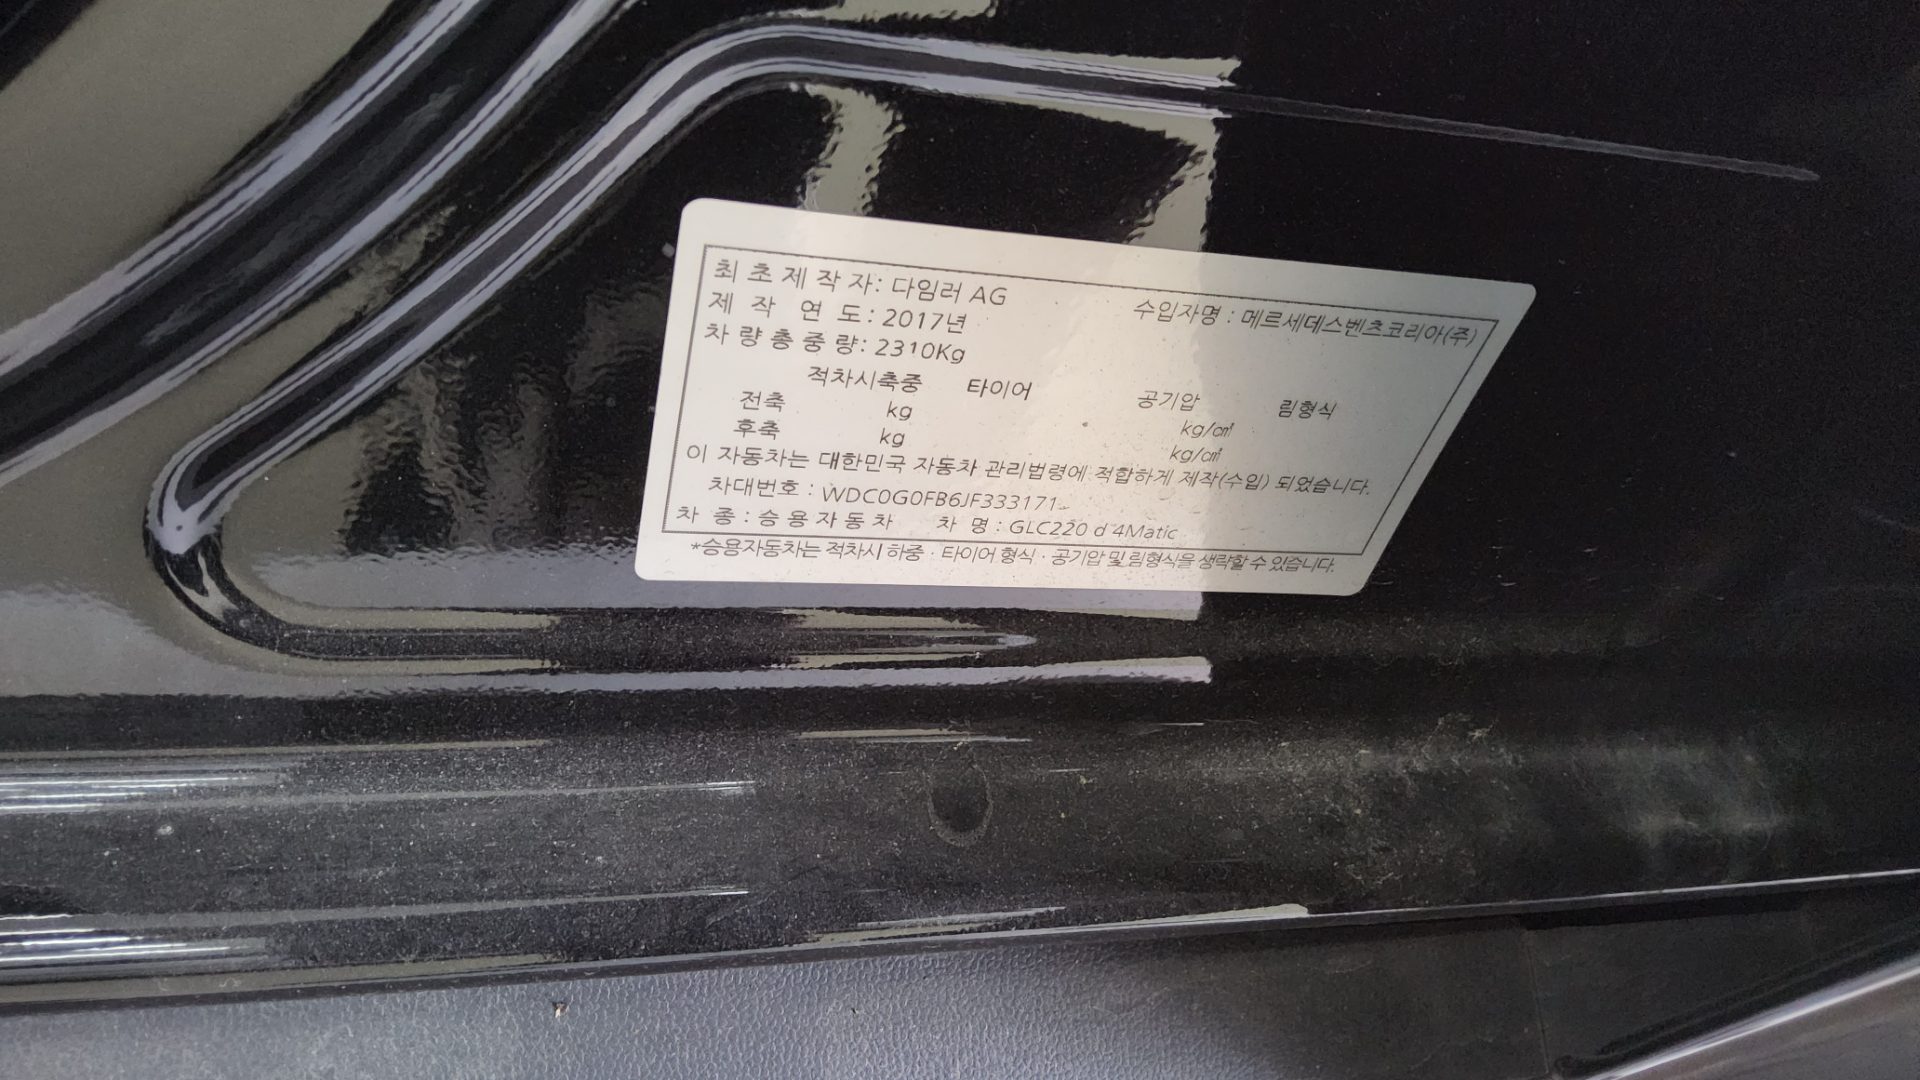 최 초 제 작 자 : 다임러 AG 수입자명 : 메르세데스벤츠코리아(주)
제 작 연 도 : 2017년
차 량 총 중 량 : 2310Kg
적차시축중 타이어 공기압 림형식
전축 kg kg/㎠
후축 kg kg/㎠
이 자동차는 대한민국 자동차 관리법령에 적합하게 제작(수입) 되었습니다.
차대번호 : WDC0G0FB6JF333171
차 종 : 승 용 자 동 차 차 명 : GLC220 d 4Matic
*승용자동차는 적차시 하중 · 타이어 형식 · 공기압 및 림형식을 생략할 수 있습니다.